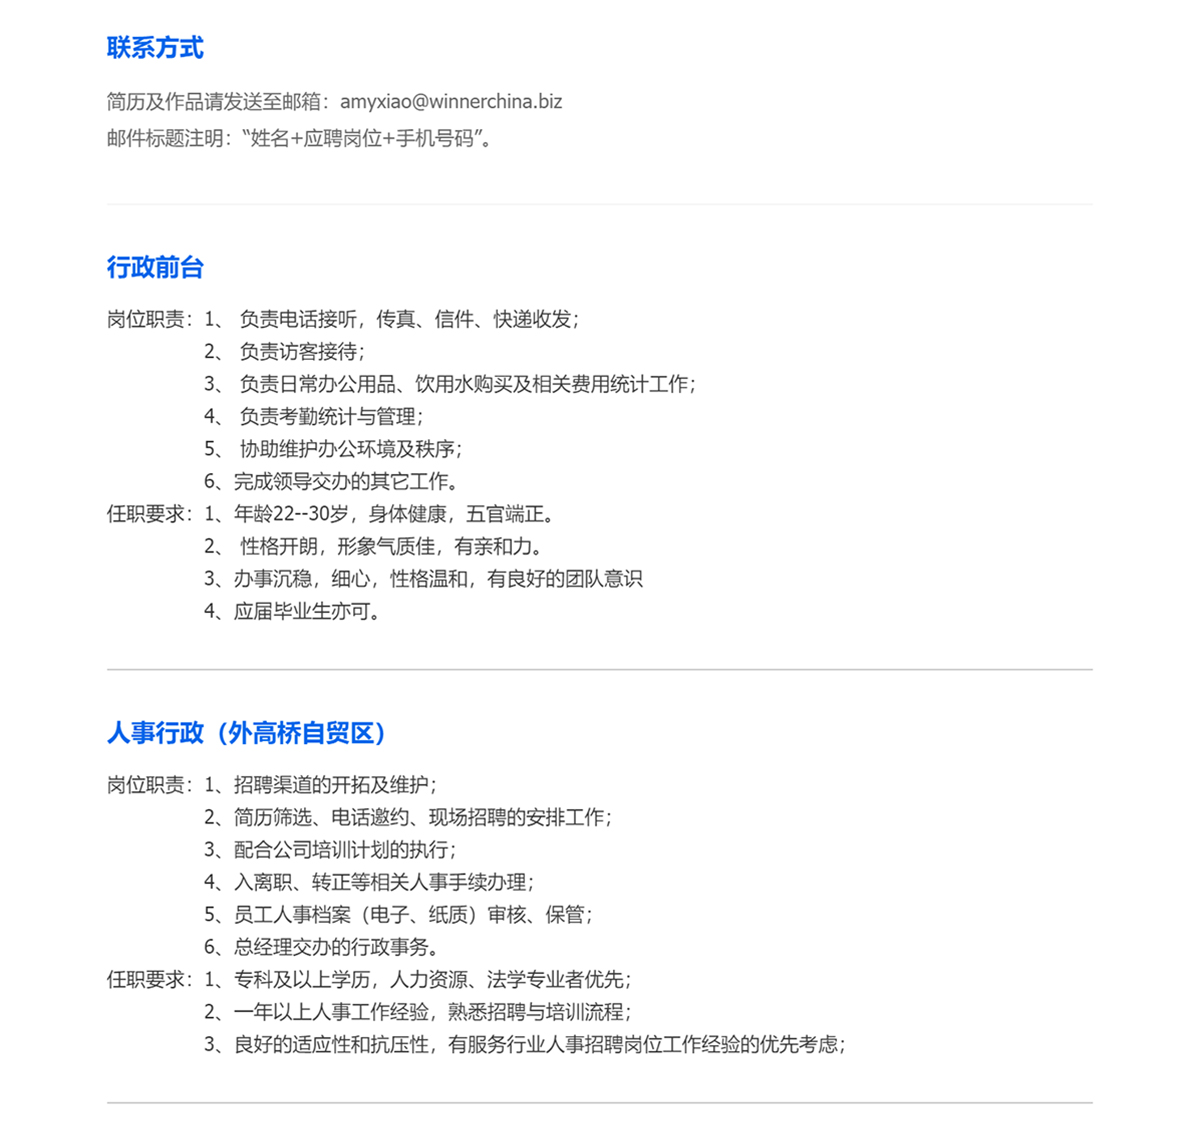 联系方式
简历及作品请发送至邮箱：amyxiao@winnerchina.biz
邮件标题注明：“姓名+应聘岗位+手机号码”。
行政前台
岗位职责：1、 负责电话接听，传真、信件、快递收发；
2、 负责访客接待；
3、 负责日常办公用品、饮用水购买及相关费用统计工作；
4、 负责考勤统计与管理；
5、 协助维护办公环境及秩序；
6、完成领导交办的其它工作。
任职要求：1、年龄22--30岁，身体健康，五官端正。
2、 性格开朗，形象气质佳，有亲和力。
3、办事沉稳，细心，性格温和，有良好的团队意识
4、应届毕业生亦可。
人事行政（外高桥自贸区）
岗位职责：1、招聘渠道的开拓及维护；
2、简历筛选、电话邀约、现场招聘的安排工作；
3、配合公司培训计划的执行；
4、入离职、转正等相关人事手续办理；
5、员工人事档案（电子、纸质）审核、保管；
6、总经理交办的行政事务。
任职要求：1、专科及以上学历，人力资源、法学专业者优先；
2、一年以上人事工作经验，熟悉招聘与培训流程；
3、良好的适应性和抗压性，有服务行业人事招聘岗位工作经验的优先考虑；